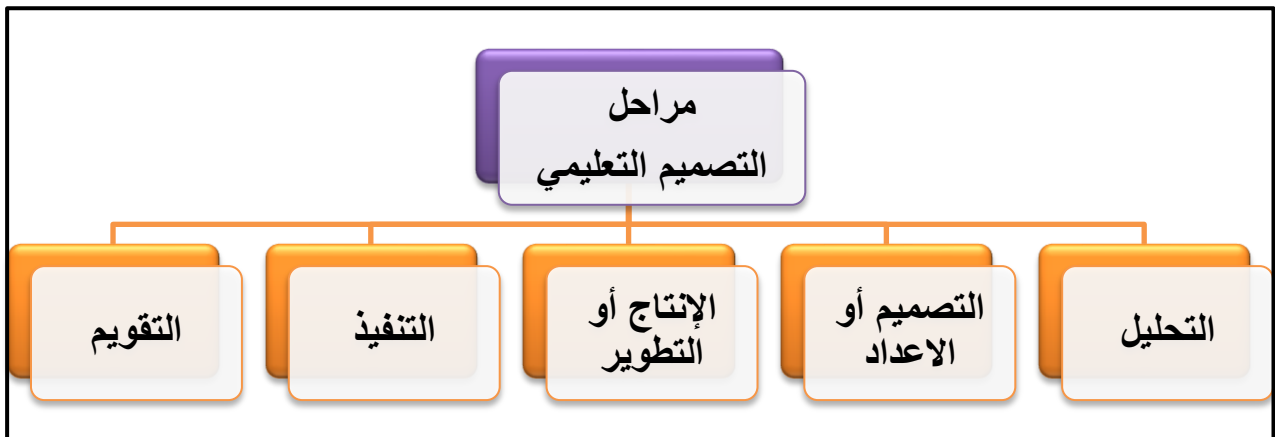 مراحل
التصميم التعليمي
التحليل
التصميم أو
الاعداد
الإنتاج أو
التطوير
التنفيذ
التقويم